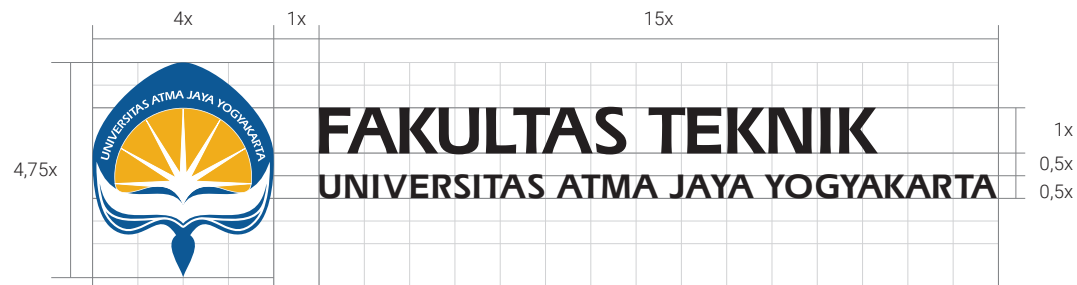 4x 1x 15x
UNIVERSITAS ATMA JAYA YOGYAKARTA
FAKULTAS TEKNIK
1x
4,75x
0,5x
UNIVERSITAS ATMA JAYA YOGYAKARTA
0,5x